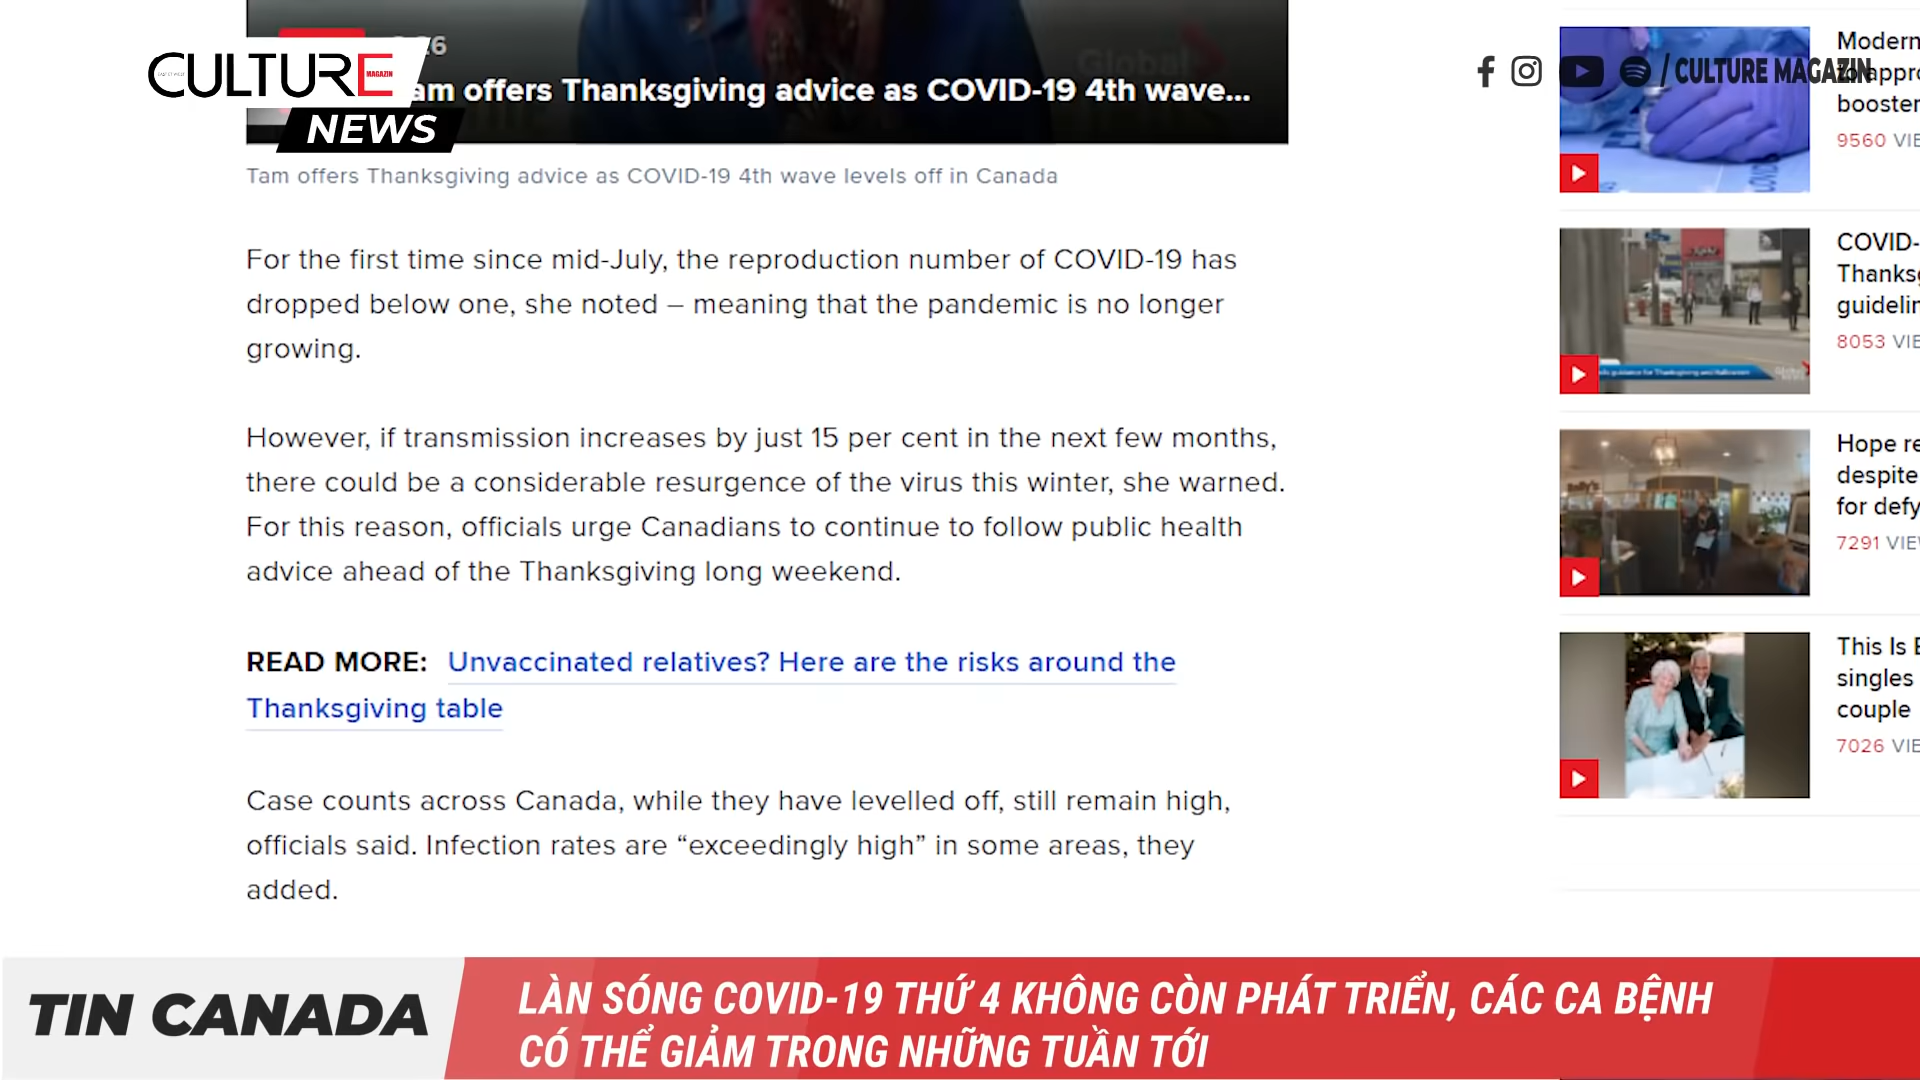 CULTURE
MAGAZIN
NEWS
am offers Thanksgiving advice as COVID-19 4th wave...
Global
/ CULTURE MAGAZIN
Tam offers Thanksgiving advice as COVID-19 4th wave levels off in Canada
For the first time since mid-July, the reproduction number of COVID-19 has
dropped below one, she noted – meaning that the pandemic is no longer
growing.
However, if transmission increases by just 15 per cent in the next few months,
there could be a considerable resurgence of the virus this winter, she warned.
For this reason, officials urge Canadians to continue to follow public health
advice ahead of the Thanksgiving long weekend.
READ MORE: Unvaccinated relatives? Here are the risks around the
Thanksgiving table
Case counts across Canada, while they have levelled off, still remain high,
officials said. Infection rates are “exceedingly high” in some areas, they
added.
Modern
to appro
booster
9560 VIE
COVID-
Thanksg
guidelin
8053 VIE
Hope re
despite
for defy
7291 VIEW
This Is B
singles
couple
7026 VIE
TIN CANADA
LÀN SÓNG COVID-19 THỨ 4 KHÔNG CÒN PHÁT TRIỂN, CÁC CA BỆNH
CÓ THỂ GIẢM TRONG NHỮNG TUẦN TỚI